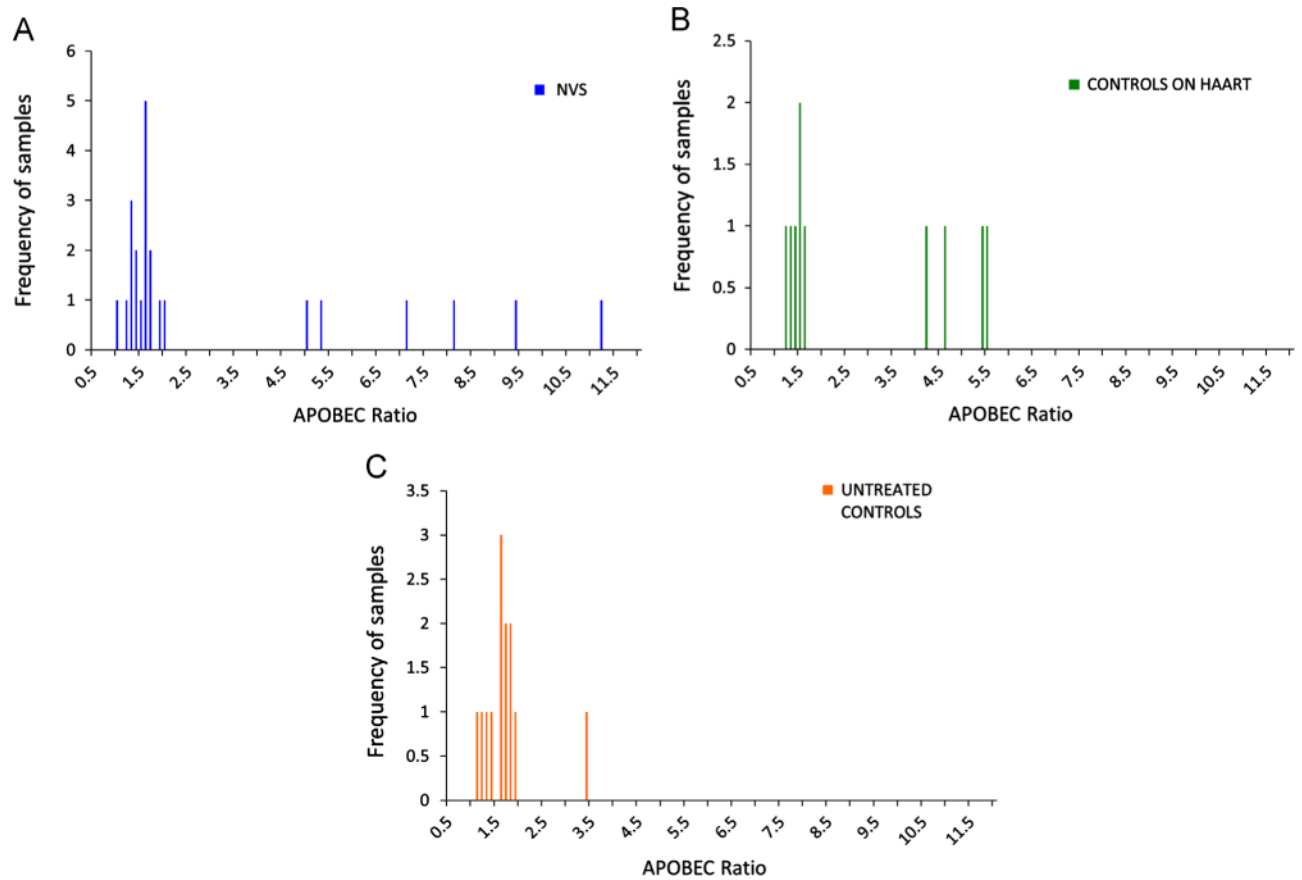 A
6
5
4
3
2
1
0
Frequency of samples
NVS
0.5 1.5 2.5 3.5 4.5 5.5 6.5 7.5 8.5 9.5 10.5 11.5
APOBEC Ratio
B
2.5
2
1.5
1
0.5
0
Frequency of samples
CONTROLS ON HAART
0.5 1.5 2.5 3.5 4.5 5.5 6.5 7.5 8.5 9.5 10.5 11.5
APOBEC Ratio
C
3.5
3
2.5
2
1.5
1
0.5
0
Frequency of samples
UNTREATED
CONTROLS
0.5 1.5 2.5 3.5 4.5 5.5 6.5 7.5 8.5 9.5 10.5 11.5
APOBEC Ratio